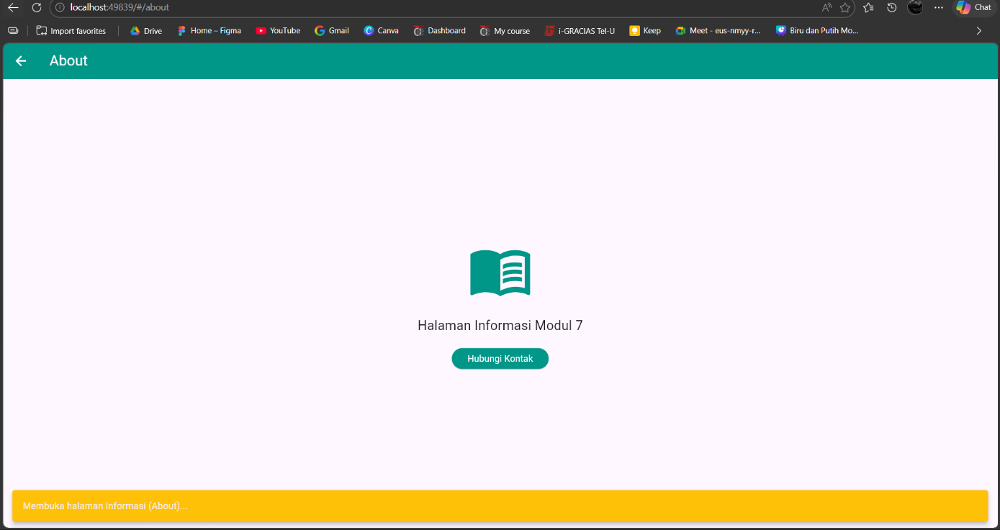 localhost:49839/#/about
Chat
Import favorites
Drive
Home – Figma
YouTube
Gmail
Canva
Dashboard
My course
i-GRACIAS Tel-U
Keep
Meet - eus-nmyy-r...
Biru dan Putih Mo...
About
Halaman Informasi Modul 7
Hubungi Kontak
Membuka halaman Informasi (About)...